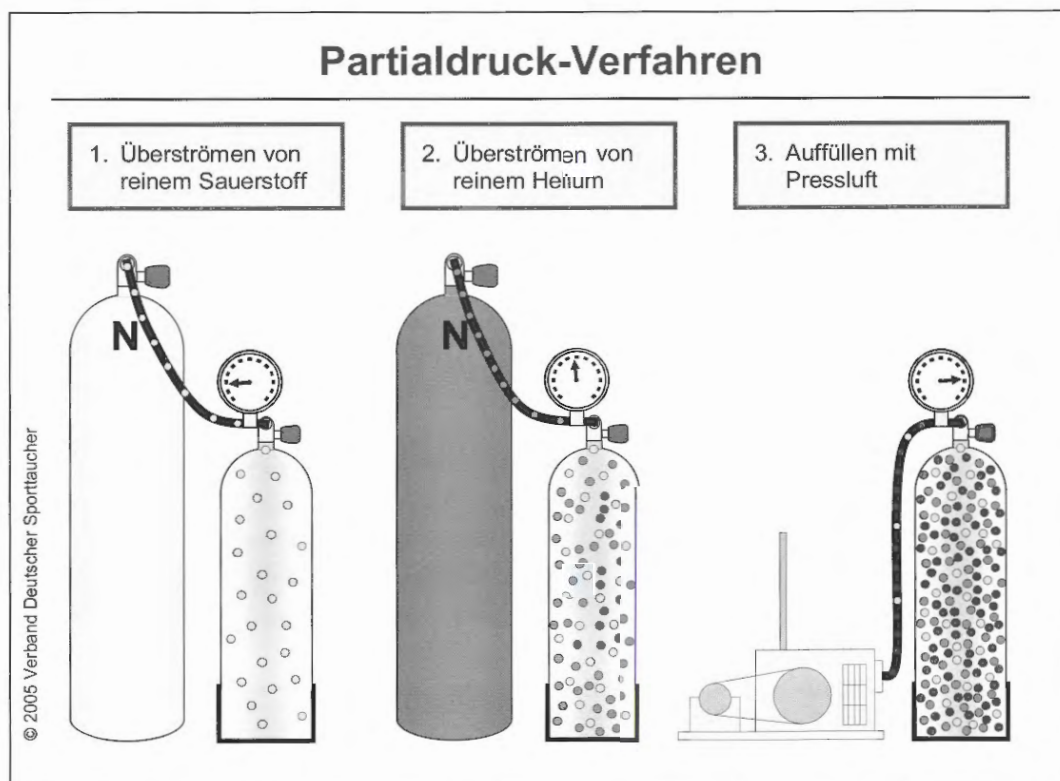 Partialdruck-Verfahren
1. Überströmen von
reinem Sauerstoff
2. Überströmen von
reinem Helium
3. Auffüllen mit
Pressluft
N
N
© 2005 Verband Deutscher Sporttaucher